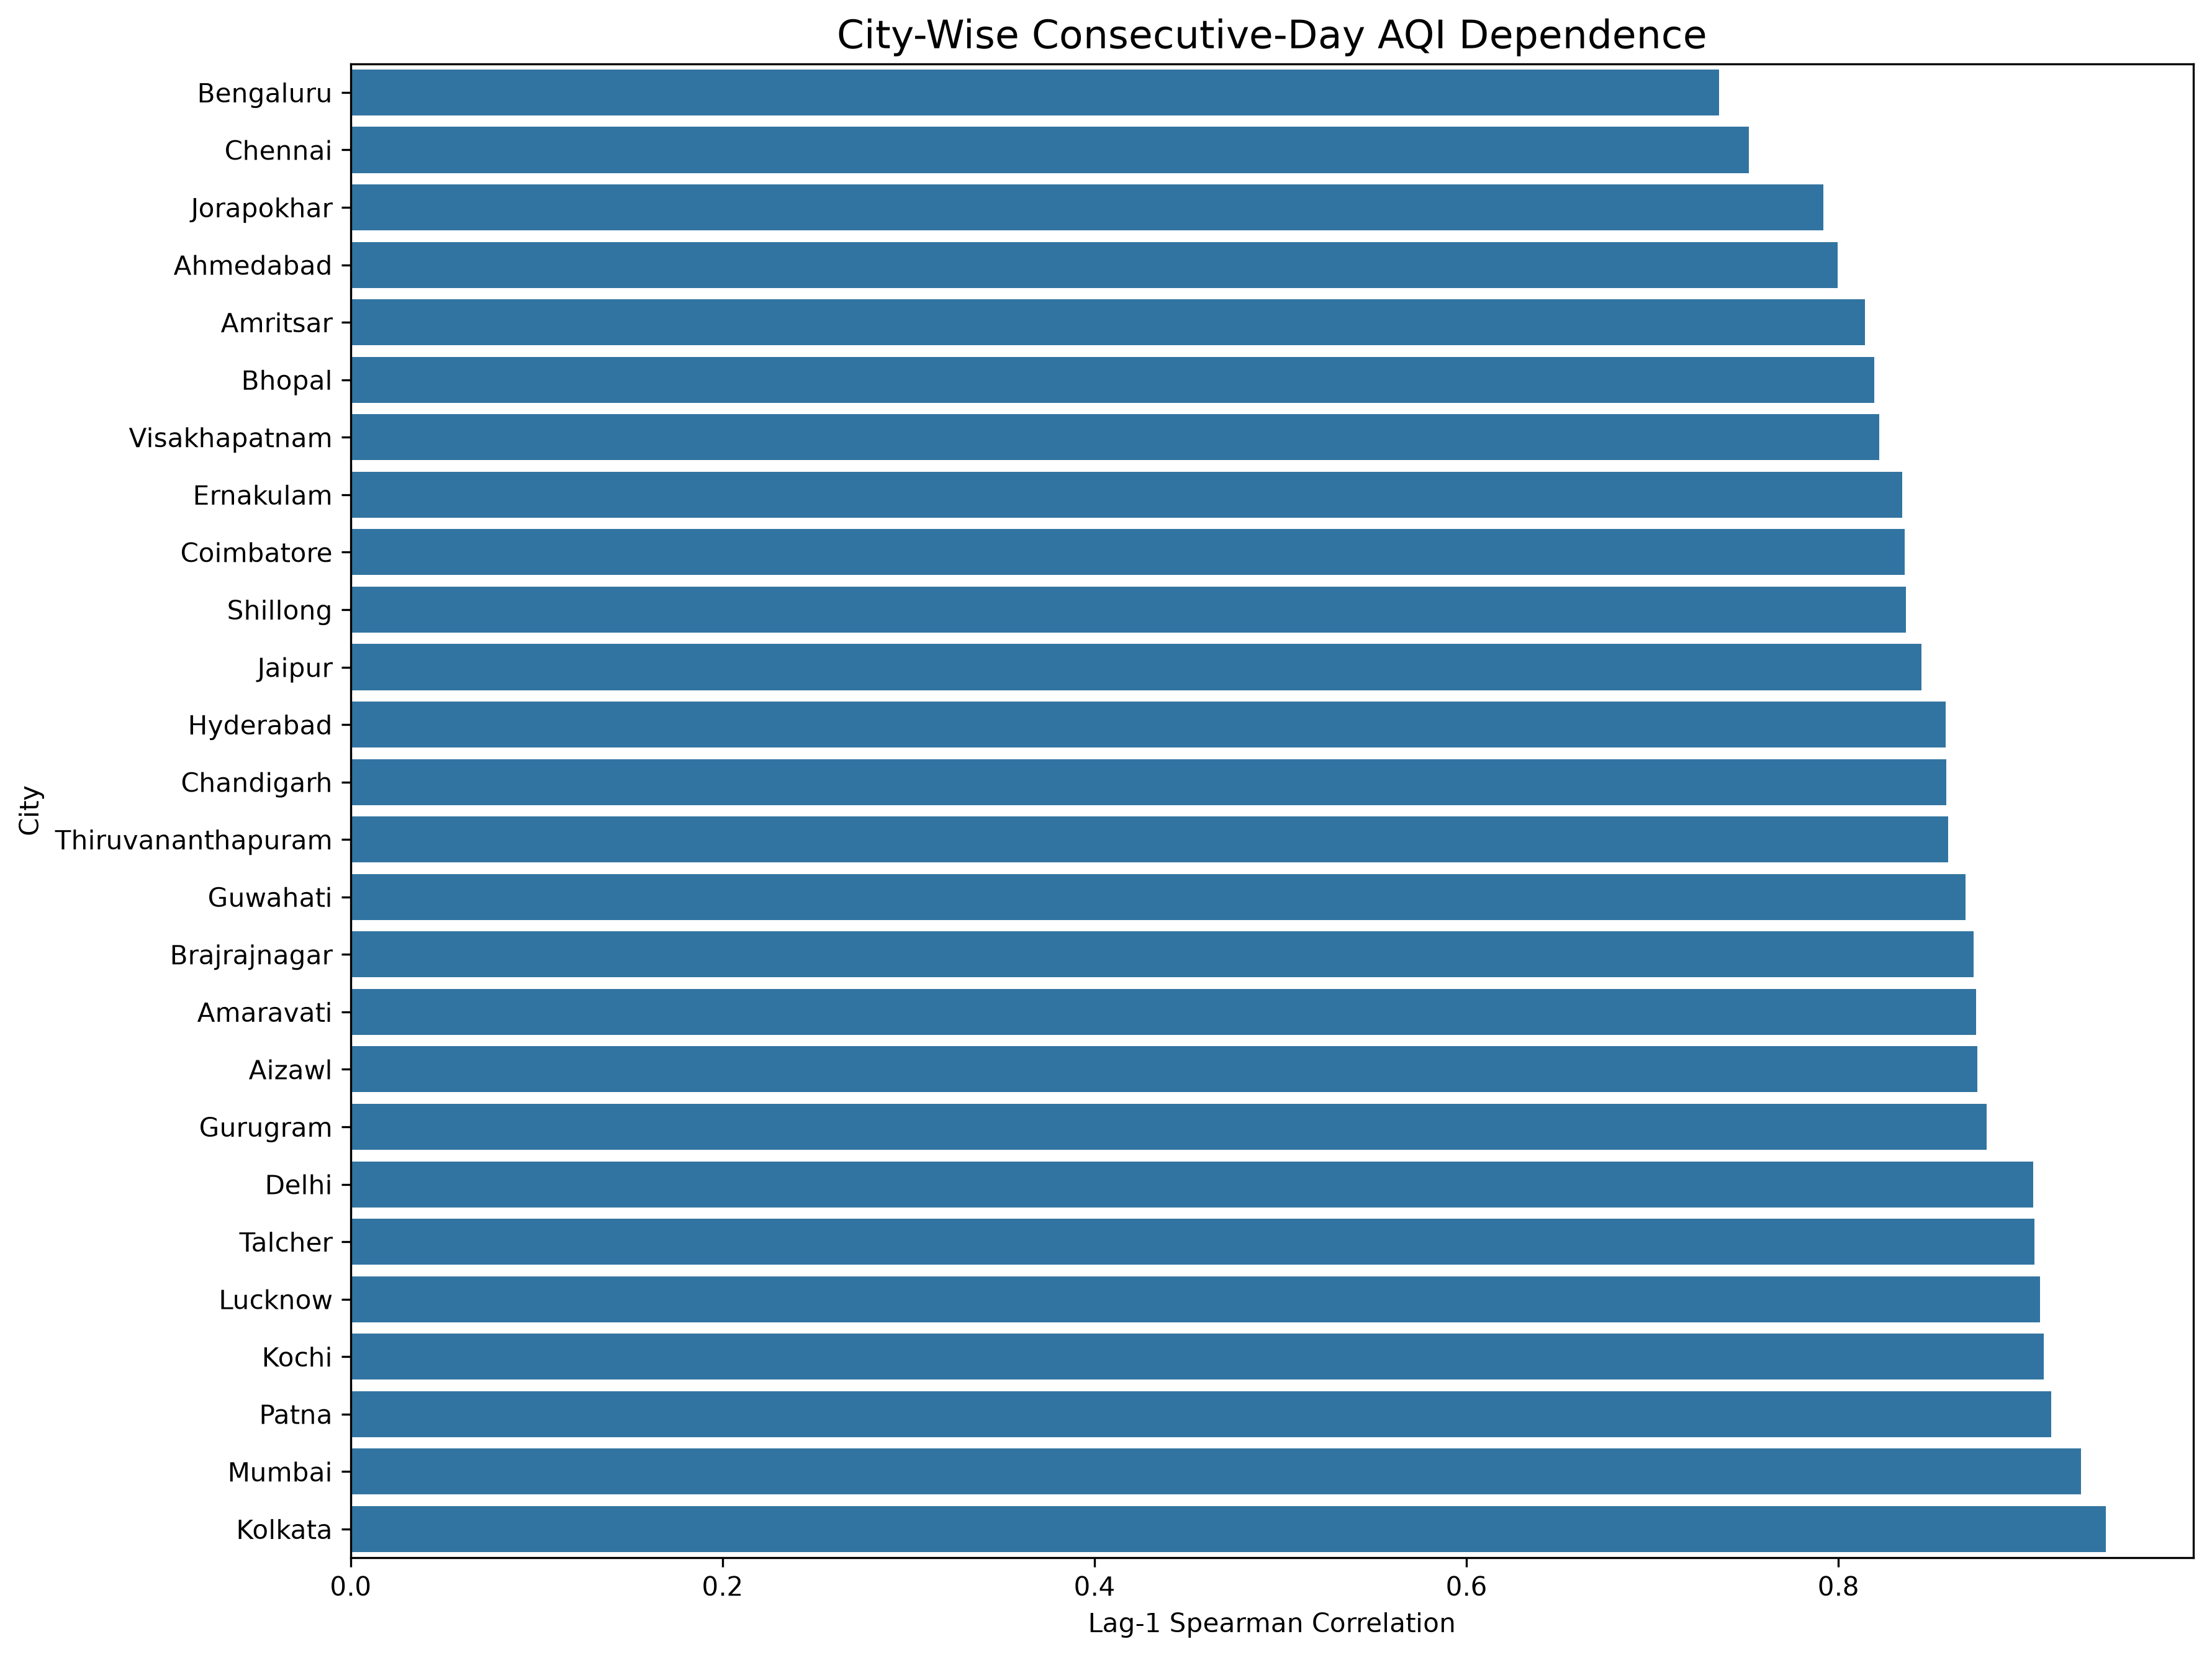 City-Wise Consecutive-Day AQI Dependence
Bengaluru
Chennai
Jorapokhar
Ahmedabad
Amritsar
Bhopal
Visakhapatnam
Ernakulam
Coimbatore
Shillong
Jaipur
Hyderabad
Chandigarh
Thiruvananthapuram
Guwahati
Brajrajnagar
Amaravati
Aizawl
Gurugram
Delhi
Talcher
Lucknow
Kochi
Patna
Mumbai
Kolkata
City
0.0 0.2 0.4 0.6 0.8
Lag-1 Spearman Correlation